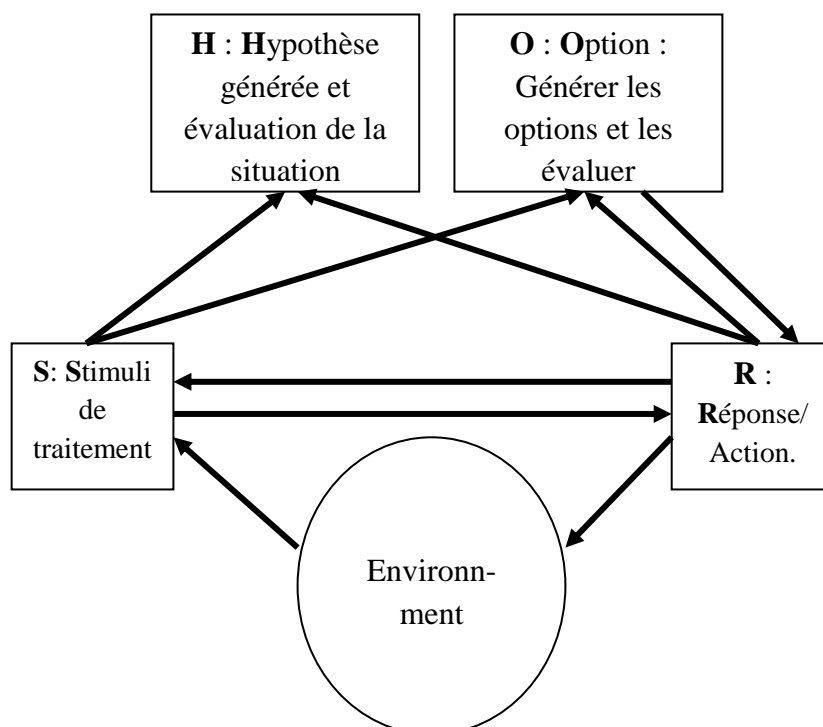 H : Hypothèse
générée et
évaluation de la
situation
O : Option :
Générer les
options et les
évaluer
S: Stimuli
de
traitement
R :
Réponse/
Action.
Environn-
ment